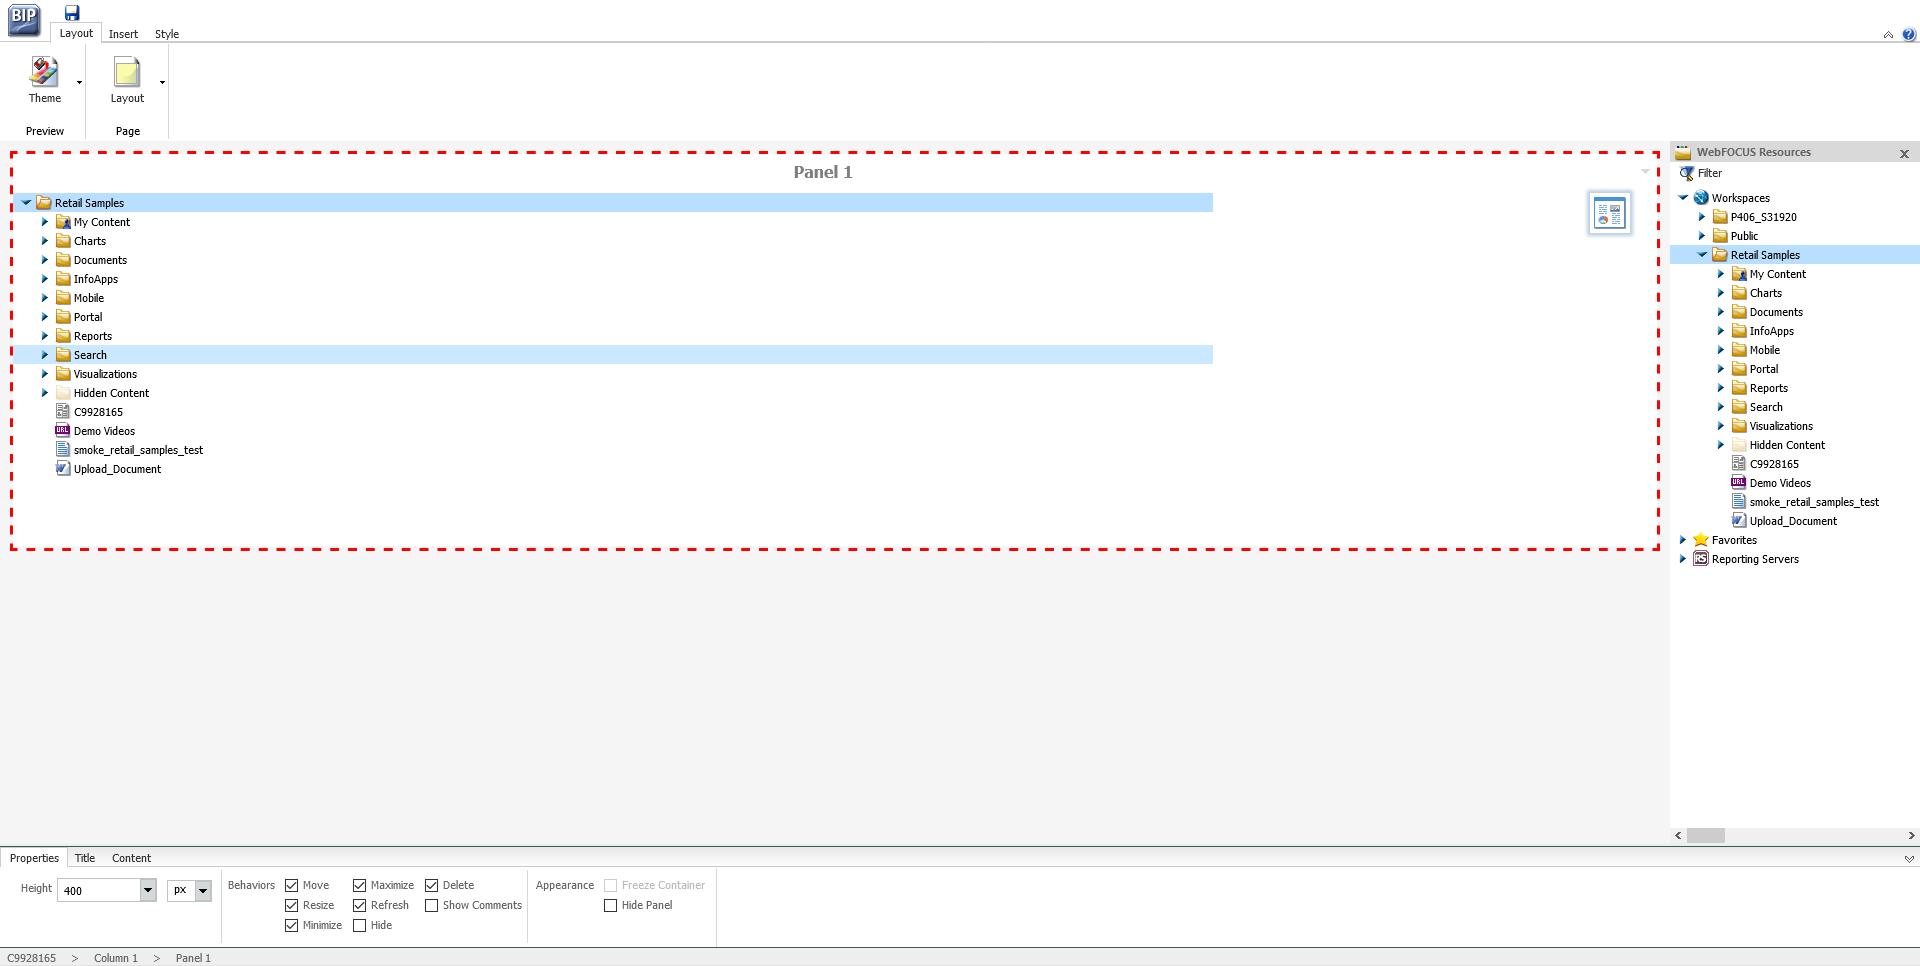 BIP
Layout
Insert
Style
Theme
Layout
Preview
Page
Panel 1
Retail Samples
My Content
Charts
Documents
InfoApps
Mobile
Portal
Reports
Search
Visualizations
Hidden Content
C9928165
URL Demo Videos
smoke_retail_samples_test
W Upload_Document
WebFOCUS Resources
Filter
Workspaces
P406_S31920
Public
Retail Samples
My Content
Charts
Documents
InfoApps
Mobile
Portal
Reports
Search
Visualizations
Hidden Content
C9928165
URL Demo Videos
smoke_retail_samples_test
W Upload_Document
Favorites
RS Reporting Servers
Properties Title Content
Height 400 px
Behaviors Move Maximize Delete
Resize Refresh Show Comments
Minimize Hide
Appearance Freeze Container
Hide Panel
C9928165 > Column 1 > Panel 1